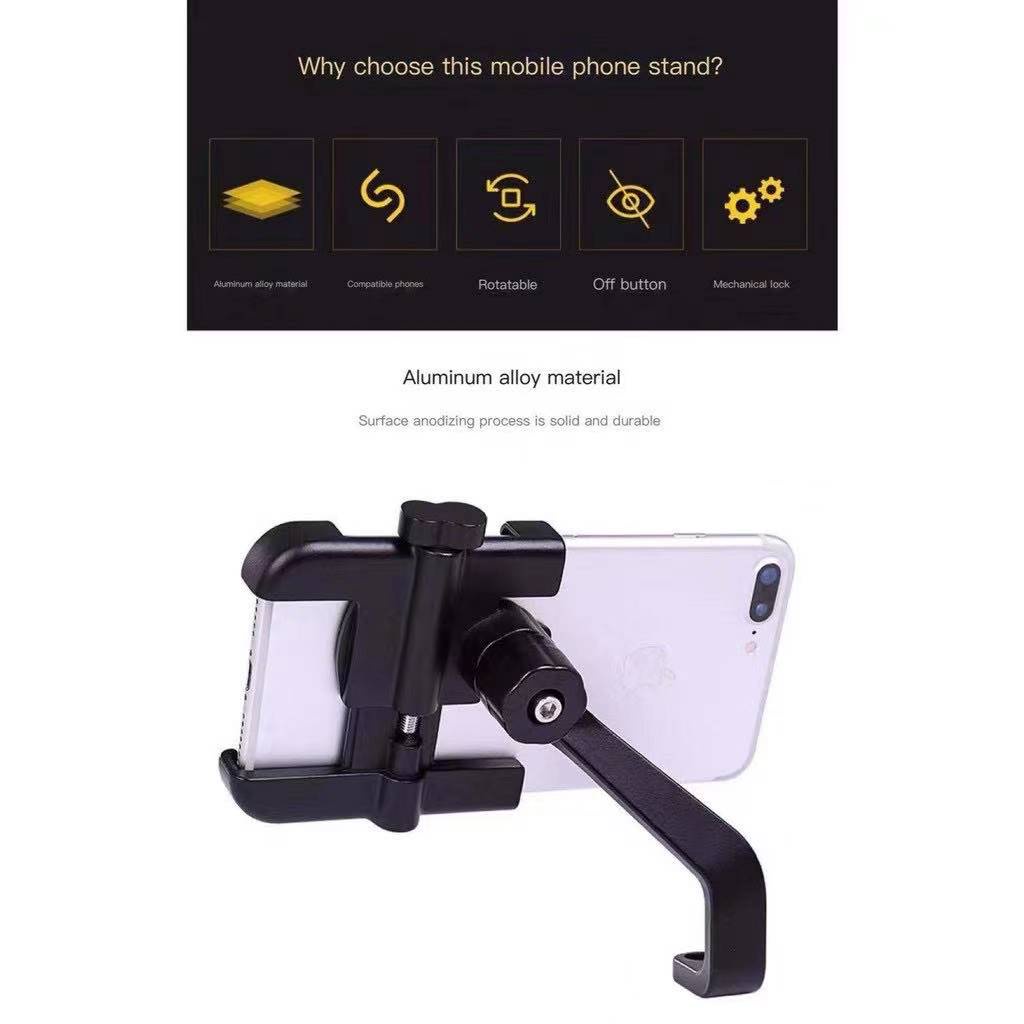 Why choose this mobile phone stand?
Aluminum alloy material
Compatible phones
Rotatable
Off button
Mechanical lock
Aluminum alloy material
Surface anodizing process is solid and durable